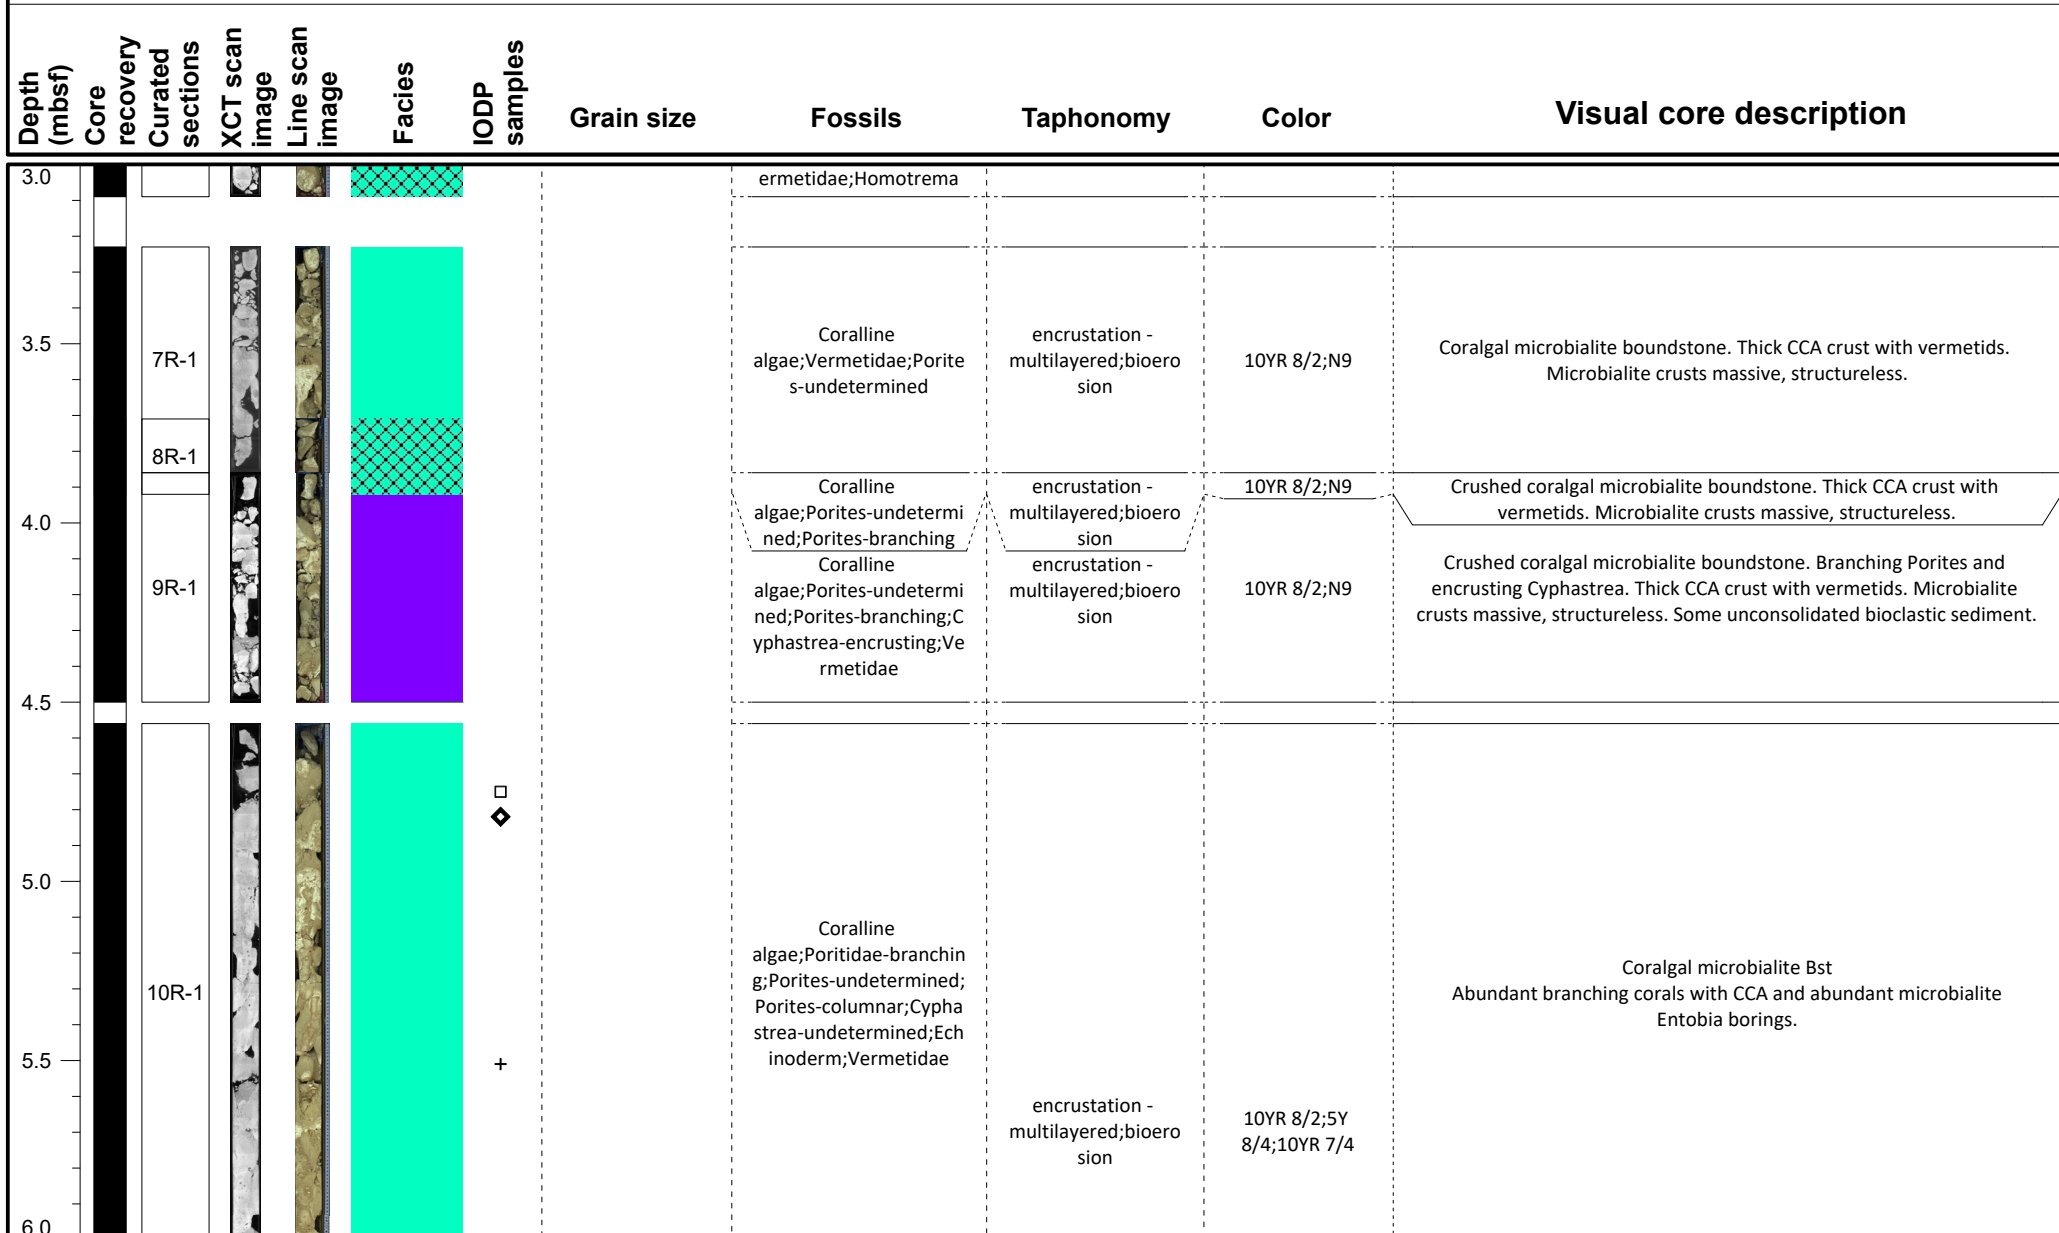 Depth
(mbsf)
Core
recovery
Curated
sections
XCT scan
image
Line scan
image
Facies
IODP
samples
Grain size
Fossils
Taphonomy
Color
Visual core description
3.0
ermetidae;Homotrema
3.5
7R-1
Coralline
algae;Vermetidae;Porite
s-undetermined
encrustation -
multilayered;bioero
sion
10YR 8/2;N9
Coralgal microbialite boundstone. Thick CCA crust with vermetids.
Microbialite crusts massive, structureless.
8R-1
Coralline
algae;Porites-undetermi
ned;Porites-branching
encrustation -
multilayered;bioero
sion
10YR 8/2;N9
Crushed coralgal microbialite boundstone. Thick CCA crust with
vermetids. Microbialite crusts massive, structureless.
4.0
9R-1
Coralline
algae;Porites-undetermi
ned;Porites-branching;C
yphastrea-encrusting;Ve
rmetidae
encrustation -
multilayered;bioero
sion
10YR 8/2;N9
Crushed coralgal microbialite boundstone. Branching Porites and
encrusting Cyphastrea. Thick CCA crust with vermetids. Microbialite
crusts massive, structureless. Some unconsolidated bioclastic sediment.
4.5
5.0
10R-1
Coralline
algae;Poritidae-branchin
g;Porites-undetermined;
Porites-columnar;Cypha
strea-undetermined;Ech
inoderm;Vermetidae
Coralgal microbialite Bst
Abundant branching corals with CCA and abundant microbialite
Entobia borings.
5.5
encrustation -
multilayered;bioero
sion
10YR 8/2;5Y
8/4;10YR 7/4
6.0